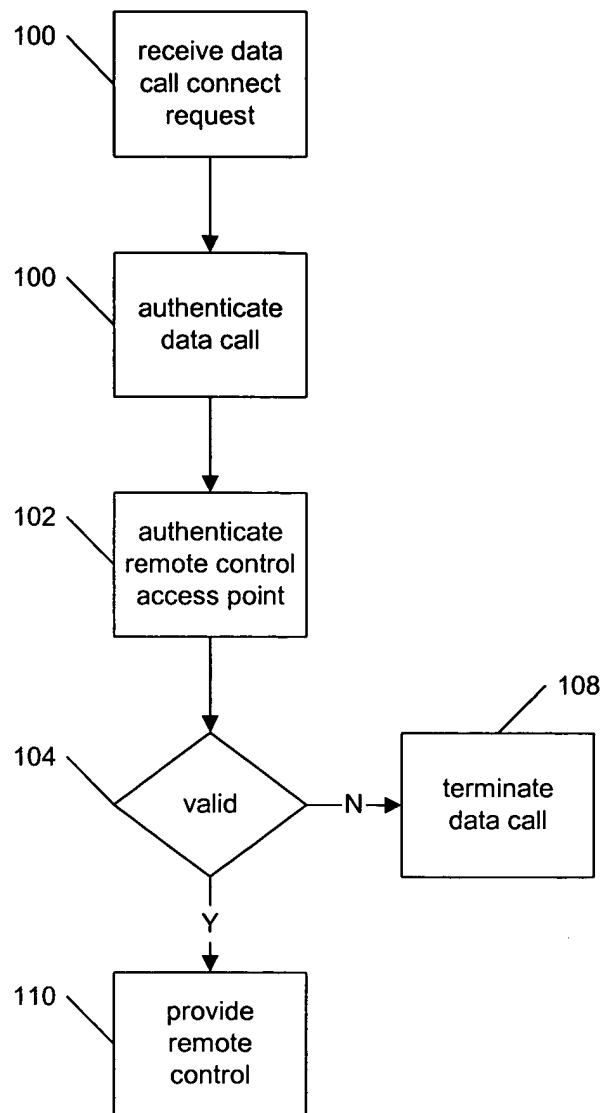 100
receive data
call connect
request
100
authenticate
data call
102
authenticate
remote control
access point
108
104
valid
N
terminate
data call
Y
110
provide
remote
control